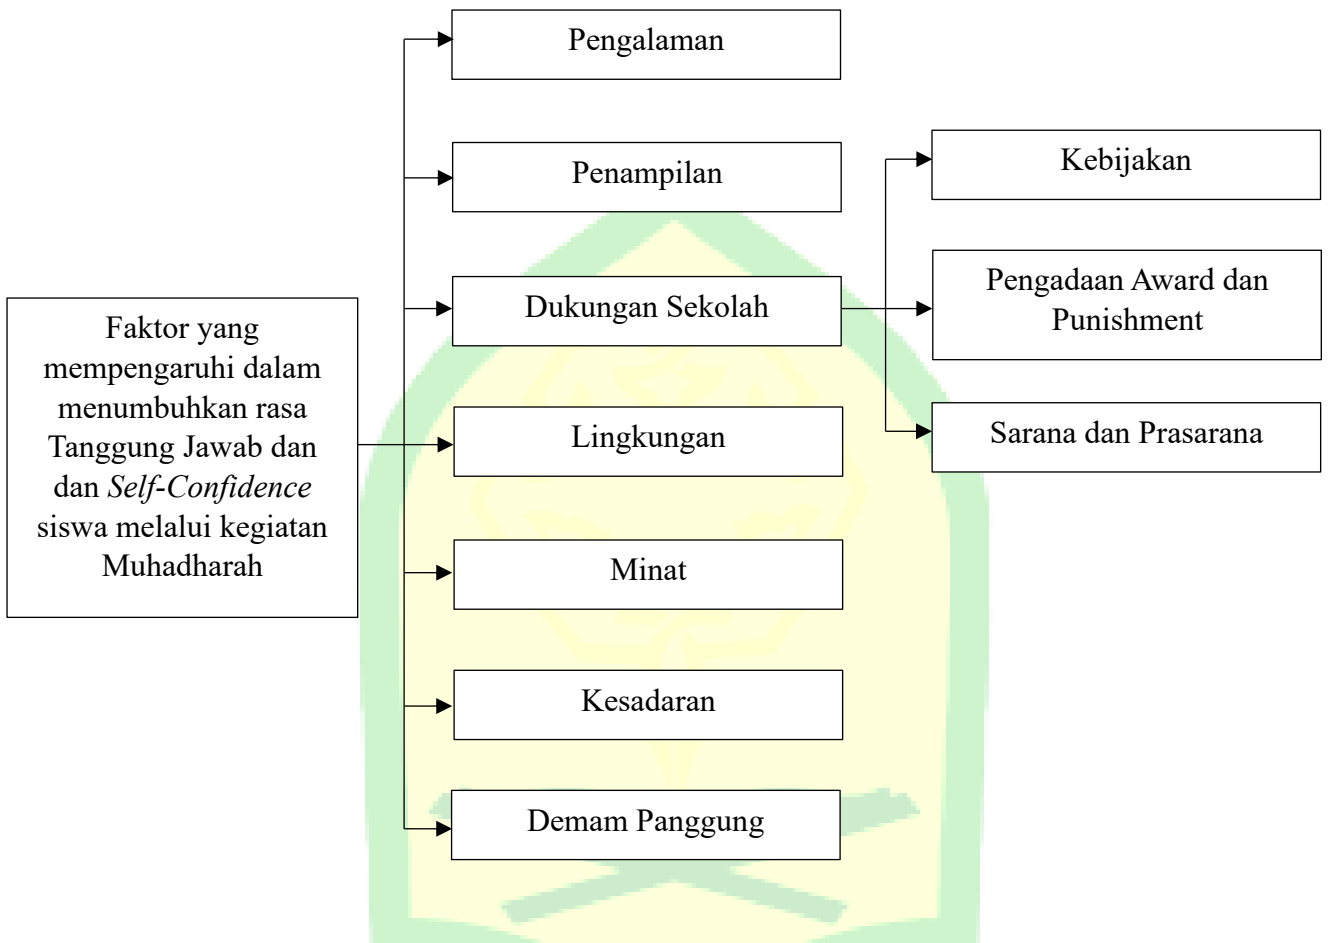 Faktor yang
mempengaruhi dalam
menumbuhkan rasa
Tanggung Jawab dan
dan Self-Confidence
siswa melalui kegiatan
Muhadharah
Pengalaman
Penampilan
Dukungan Sekolah
Lingkungan
Minat
Kesadaran
Demam Panggung
Kebijakan
Pengadaan Award dan
Punishment
Sarana dan Prasarana